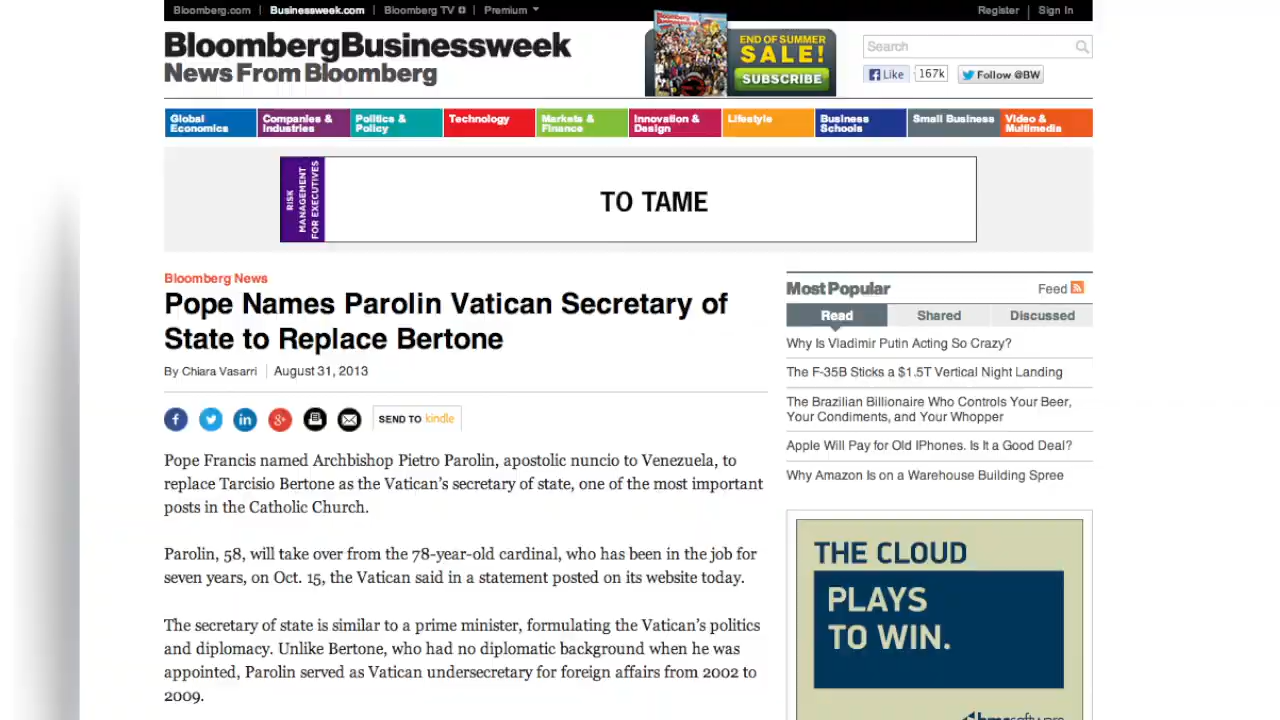 Bloomberg.com | Businessweek.com | Bloomberg TV | Premium
Register | Sign In
BloombergBusinessweek
News From Bloomberg
END OF SUMMER
SALE!
SUBSCRIBE
Search
Like 167k Follow @BW
Global Economics
Companies & Industries
Politics & Policy
Technology
Markets & Finance
Innovation & Design
Lifestyle
Business Schools
Small Business
Video & Multimedia
RISK
MANAGEMENT
FOR EXECUTIVES
TO TAME
Bloomberg News
Pope Names Parolin Vatican Secretary of
State to Replace Bertone
By Chiara Vasarri | August 31, 2013
SEND TO kindle
Pope Francis named Archbishop Pietro Parolin, apostolic nuncio to Venezuela, to
replace Tarcisio Bertone as the Vatican's secretary of state, one of the most important
posts in the Catholic Church.
Parolin, 58, will take over from the 78-year-old cardinal, who has been in the job for
seven years, on Oct. 15, the Vatican said in a statement posted on its website today.
The secretary of state is similar to a prime minister, formulating the Vatican's politics
and diplomacy. Unlike Bertone, who had no diplomatic background when he was
appointed, Parolin served as Vatican undersecretary for foreign affairs from 2002 to
2009.
Most Popular
Feed
Read Shared Discussed
Why Is Vladimir Putin Acting So Crazy?
The F-35B Sticks a $1.5T Vertical Night Landing
The Brazilian Billionaire Who Controls Your Beer,
Your Condiments, and Your Whopper
Apple Will Pay for Old IPhones. Is It a Good Deal?
Why Amazon Is on a Warehouse Building Spree
THE CLOUD
PLAYS
TO WIN.